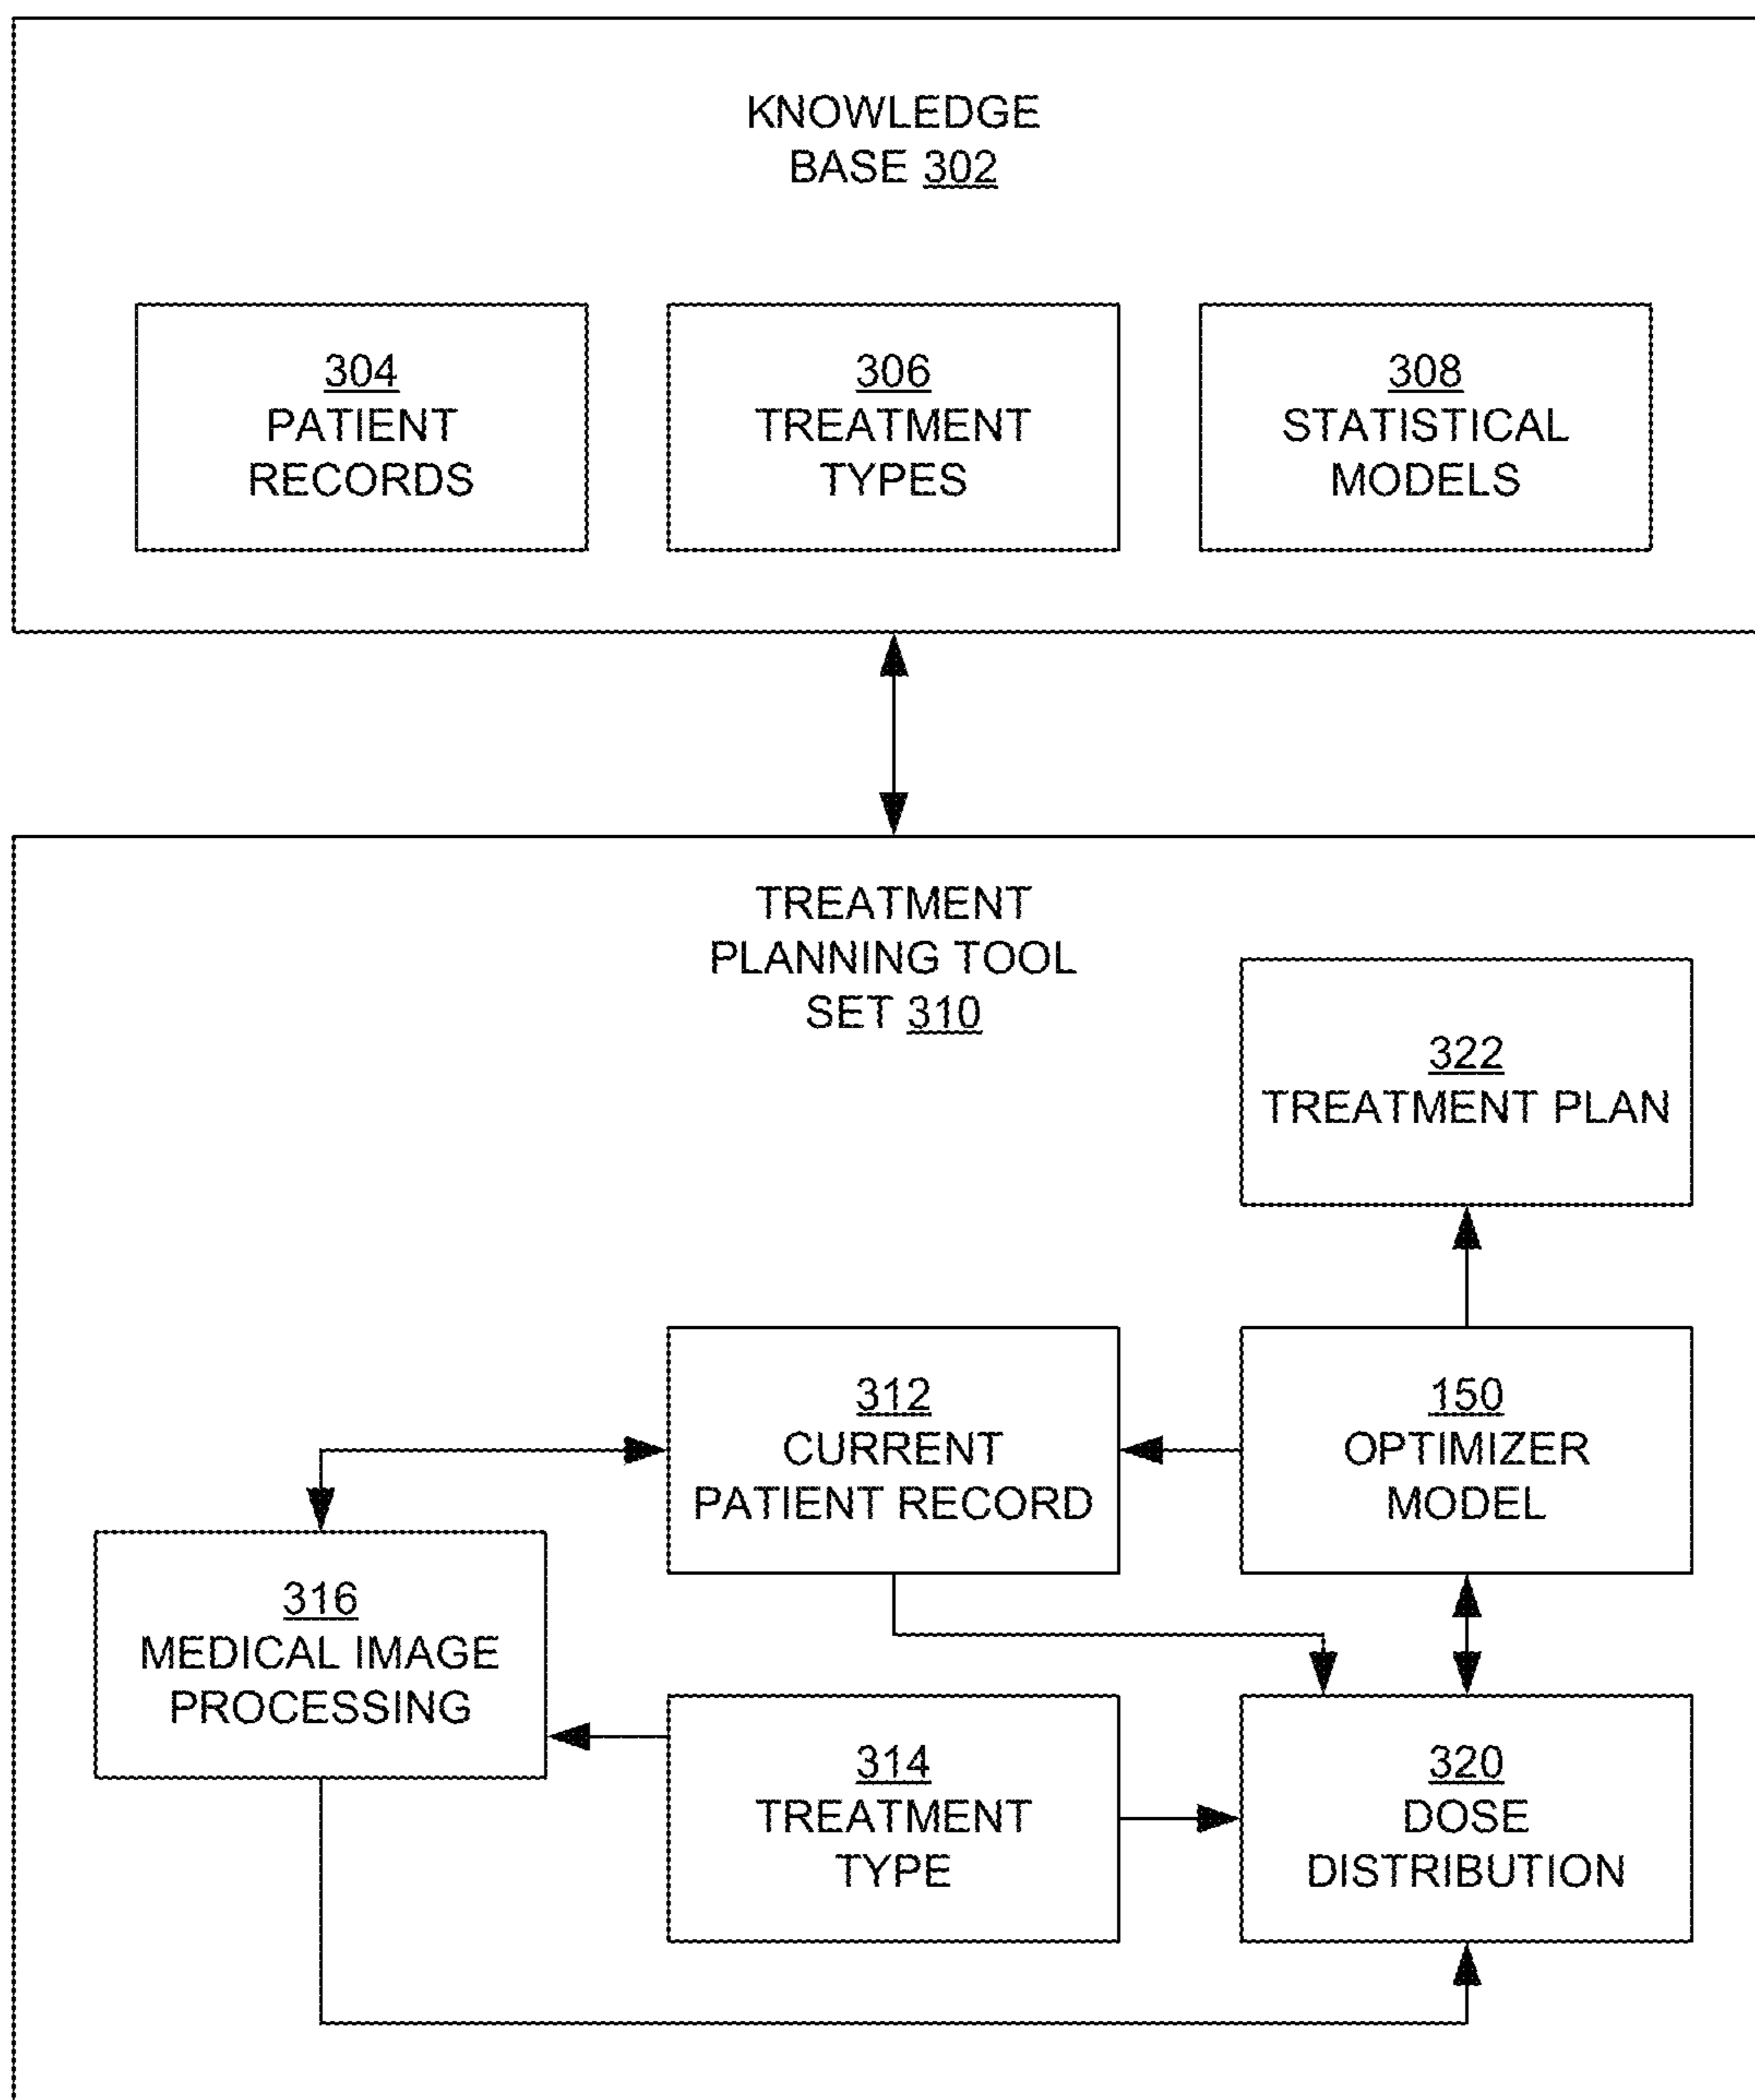 KNOWLEDGE
BASE 302
304
PATIENT
RECORDS
306
TREATMENT
TYPES
308
STATISTICAL
MODELS
TREATMENT
PLANNING TOOL
SET 310
322
TREATMENT PLAN
312
CURRENT
PATIENT RECORD
150
OPTIMIZER
MODEL
316
MEDICAL IMAGE
PROCESSING
314
TREATMENT
TYPE
320
DOSE
DISTRIBUTION